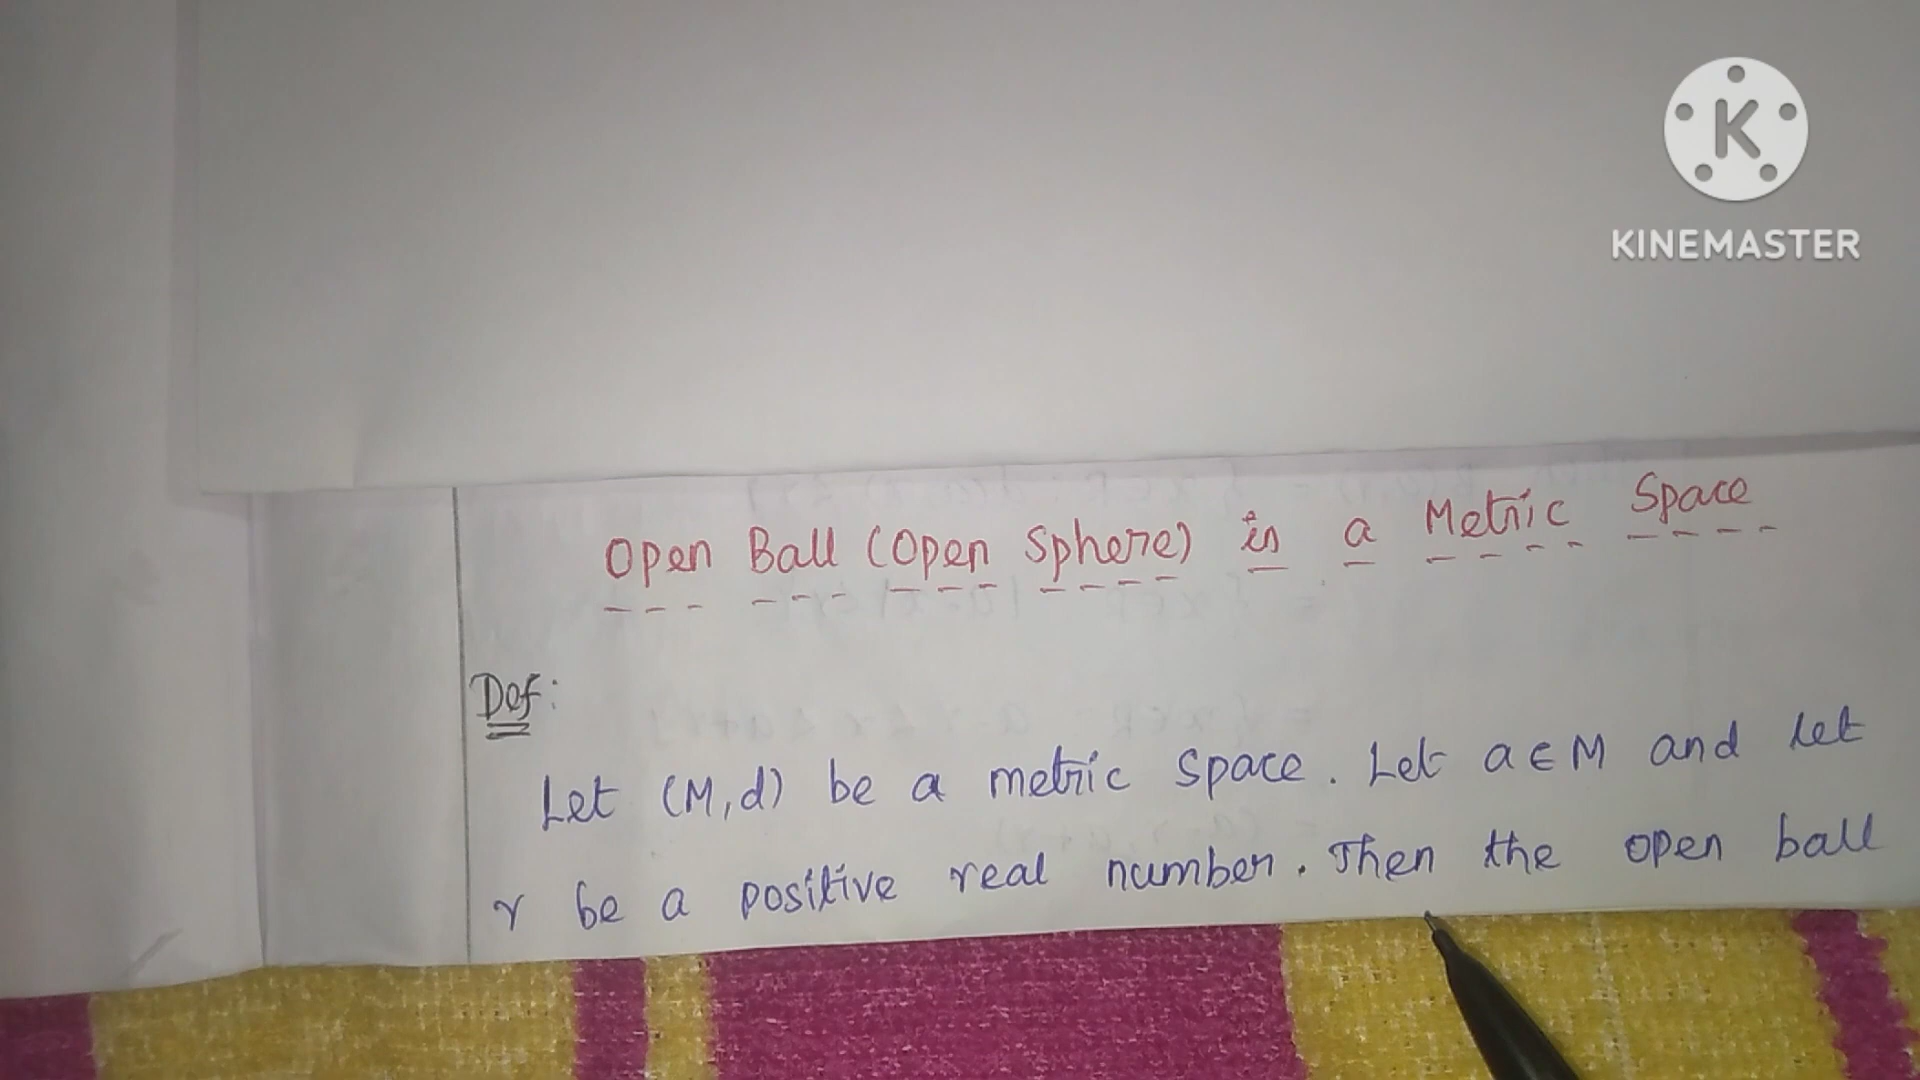 K
KINEMASTER
Open Ball (Open Sphere) is a Metric Space
Def:
Let (M,d) be a metric space. Let a∈M and let
r be a positive real number. Then the open ball